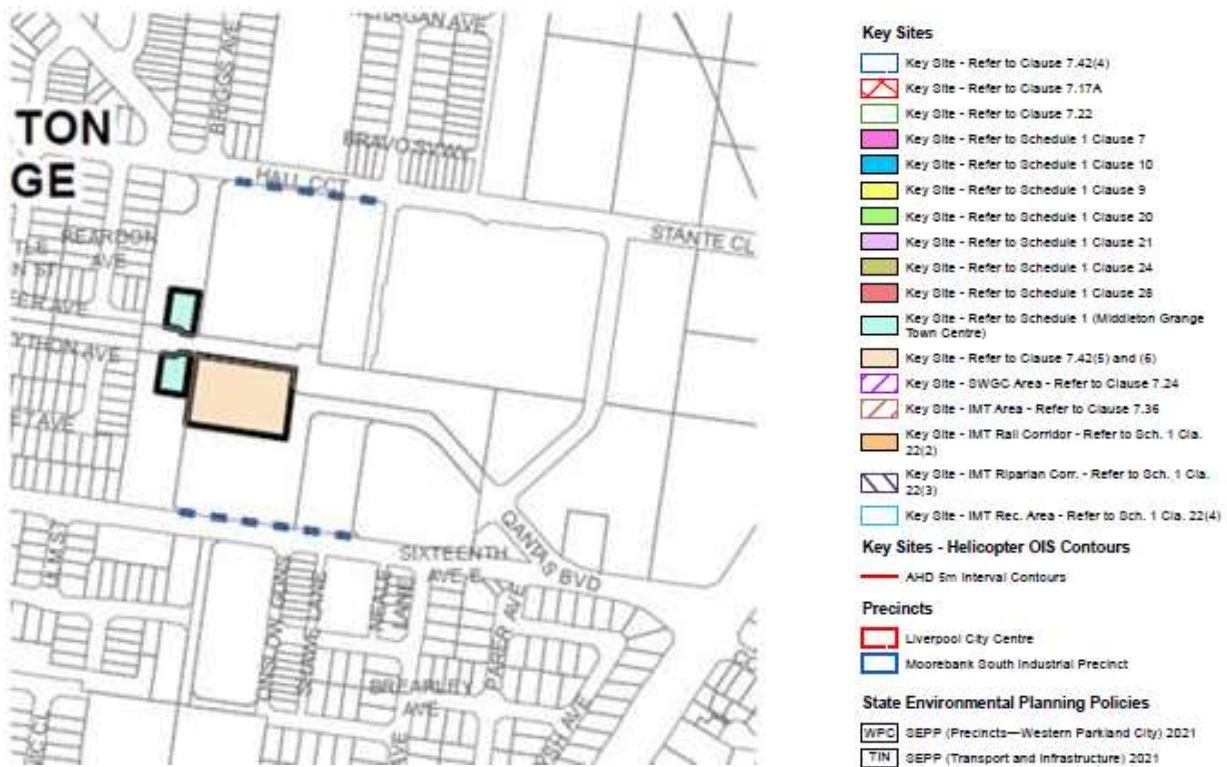 TON
GE
BRIGGS AVE
HALL CCT
STANTE CL
REARDON
AVE
SIXTEENTH
AVE E
QANTAS BVD
BREARLEY
AVE
Key Sites
Key Site - Refer to Clause 7.42(4)
Key Site - Refer to Clause 7.17A
Key Site - Refer to Clause 7.22
Key Site - Refer to Schedule 1 Clause 7
Key Site - Refer to Schedule 1 Clause 10
Key Site - Refer to Schedule 1 Clause 9
Key Site - Refer to Schedule 1 Clause 20
Key Site - Refer to Schedule 1 Clause 21
Key Site - Refer to Schedule 1 Clause 24
Key Site - Refer to Schedule 1 Clause 28
Key Site - Refer to Schedule 1 (Middleton Grange
Town Centre)
Key Site - Refer to Clause 7.42(5) and (6)
Key Site - SWGC Area - Refer to Clause 7.24
Key Site - IMT Area - Refer to Clause 7.36
Key Site - IMT Rail Corridor - Refer to Sch. 1 Cla.
22(2)
Key Site - IMT Riparian Corr. - Refer to Sch. 1 Cla.
22(3)
Key Site - IMT Rec. Area - Refer to Sch. 1 Cla. 22(4)
Key Sites - Helicopter OIS Contours
AHD 5m Interval Contours
Precincts
Liverpool City Centre
Moorebank South Industrial Precinct
State Environmental Planning Policies
WPC SEPP (Precincts—Western Parkland City) 2021
TIN SEPP (Transport and Infrastructure) 2021